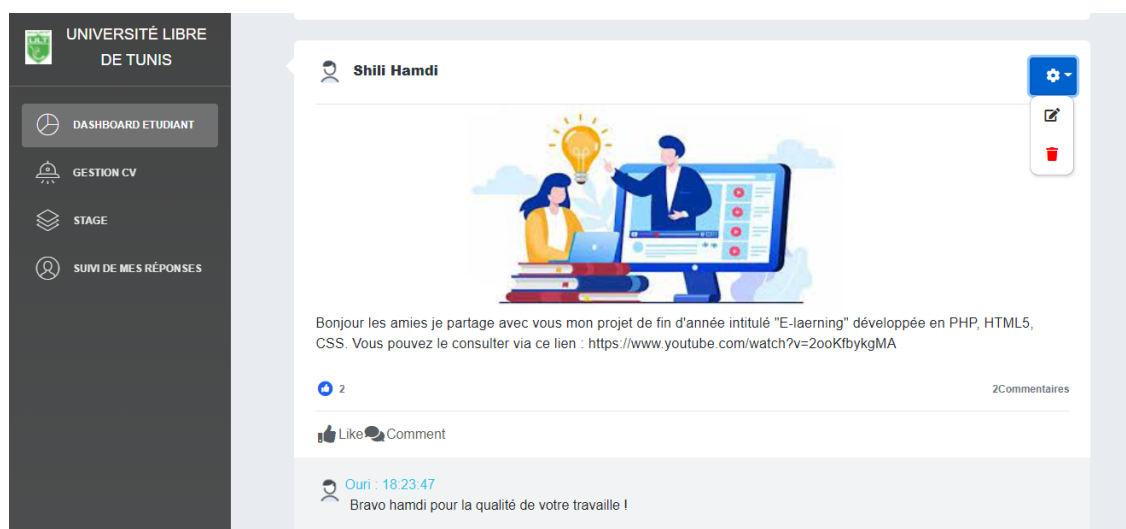 UNIVERSITÉ LIBRE
DE TUNIS
ULT
DASHBOARD ETUDIANT
GESTION CV
STAGE
SUIVI DE MES RÉPONSES
Shili Hamdi
Bonjour les amies je partage avec vous mon projet de fin d'année intitulé "E-laerning" développée en PHP, HTML5,
CSS. Vous pouvez le consulter via ce lien : https://www.youtube.com/watch?v=2ooKfbykgMA
2
2Commentaires
Like Comment
Ouri : 18:23:47
Bravo hamdi pour la qualité de votre travaille !